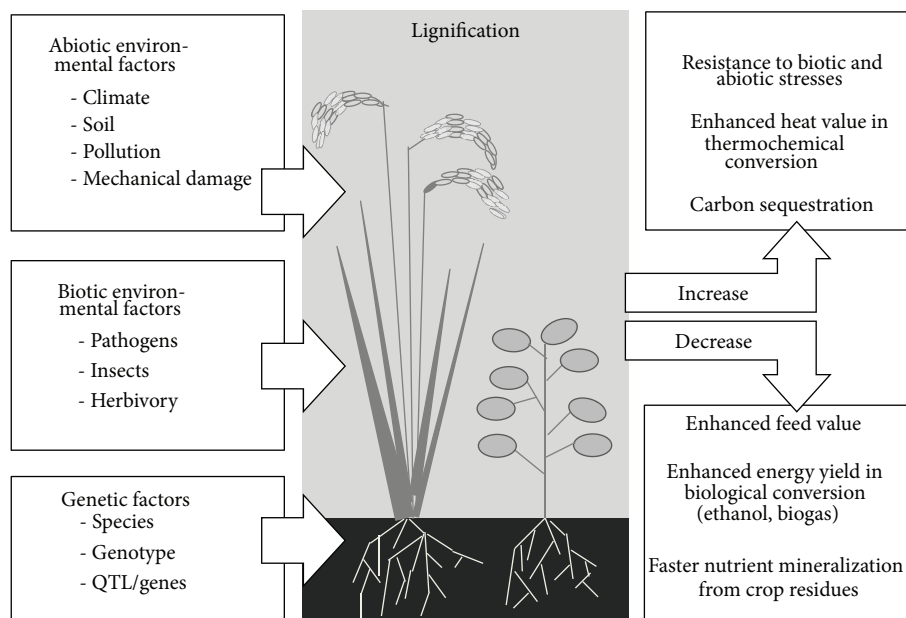 Abiotic environ-
mental factors
- Climate
- Soil
- Pollution
- Mechanical damage
Biotic environ-
mental factors
- Pathogens
- Insects
- Herbivory
Genetic factors
- Species
- Genotype
- QTL/genes
Lignification
Resistance to biotic and
abiotic stresses
Enhanced heat value in
thermochemical
conversion
Carbon sequestration
Increase
Decrease
Enhanced feed value
Enhanced energy yield in
biological conversion
(ethanol, biogas)
Faster nutrient mineralization
from crop residues